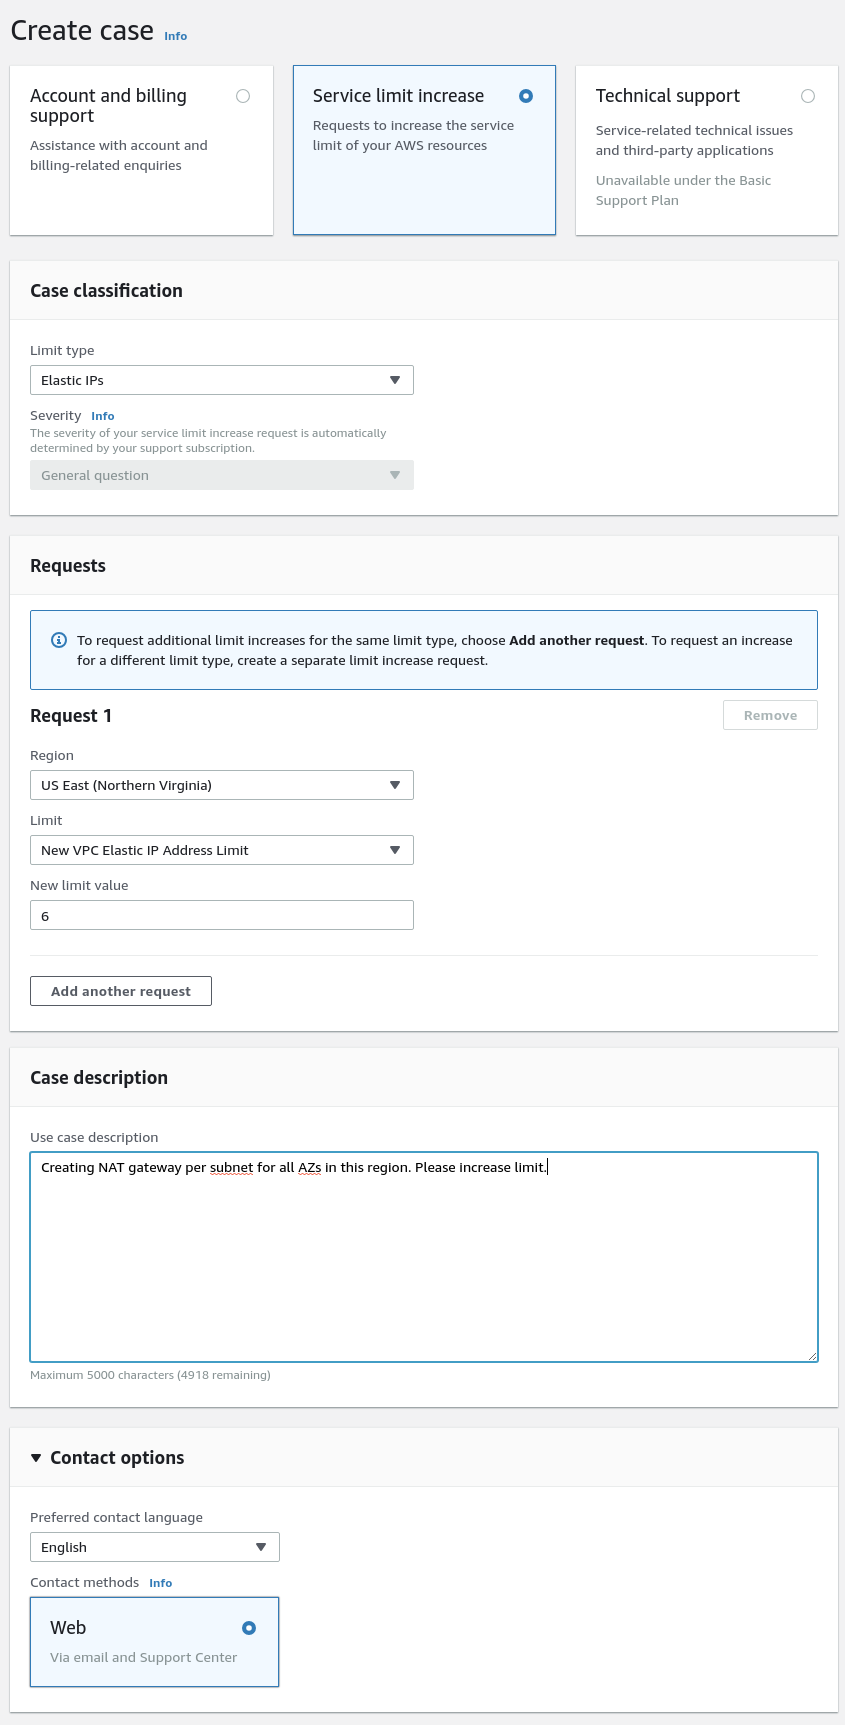 Create case Info
Account and billing
support
Assistance with account and
billing-related enquiries
Service limit increase
Requests to increase the service
limit of your AWS resources
Technical support
Service-related technical issues
and third-party applications
Unavailable under the Basic
Support Plan
Case classification
Limit type
Elastic IPs
Severity Info
The severity of your service limit increase request is automatically
determined by your support subscription.
General question
Requests
To request additional limit increases for the same limit type, choose Add another request. To request an increase
for a different limit type, create a separate limit increase request.
Request 1
Remove
Region
US East (Northern Virginia)
Limit
New VPC Elastic IP Address Limit
New limit value
6
Add another request
Case description
Use case description
Creating NAT gateway per subnet for all AZs in this region. Please increase limit.
Maximum 5000 characters (4918 remaining)
Contact options
Preferred contact language
English
Contact methods Info
Web
Via email and Support Center